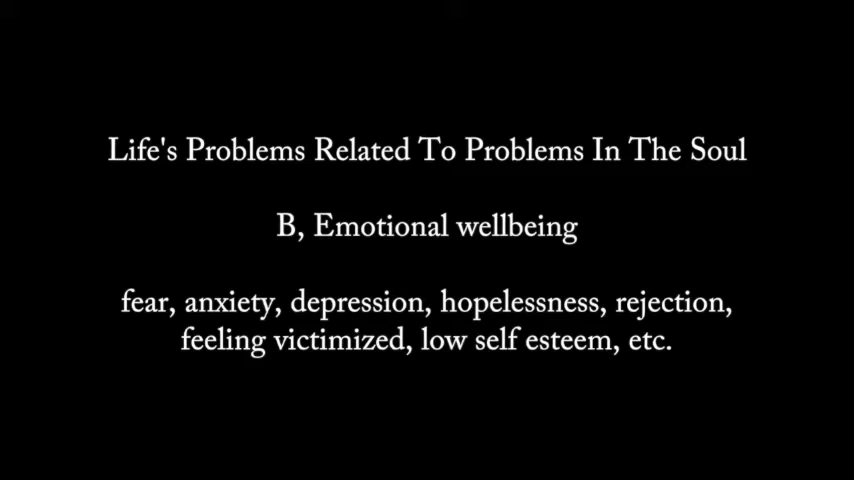 Life's Problems Related To Problems In The Soul
B, Emotional wellbeing
fear, anxiety, depression, hopelessness, rejection,
feeling victimized, low self esteem, etc.